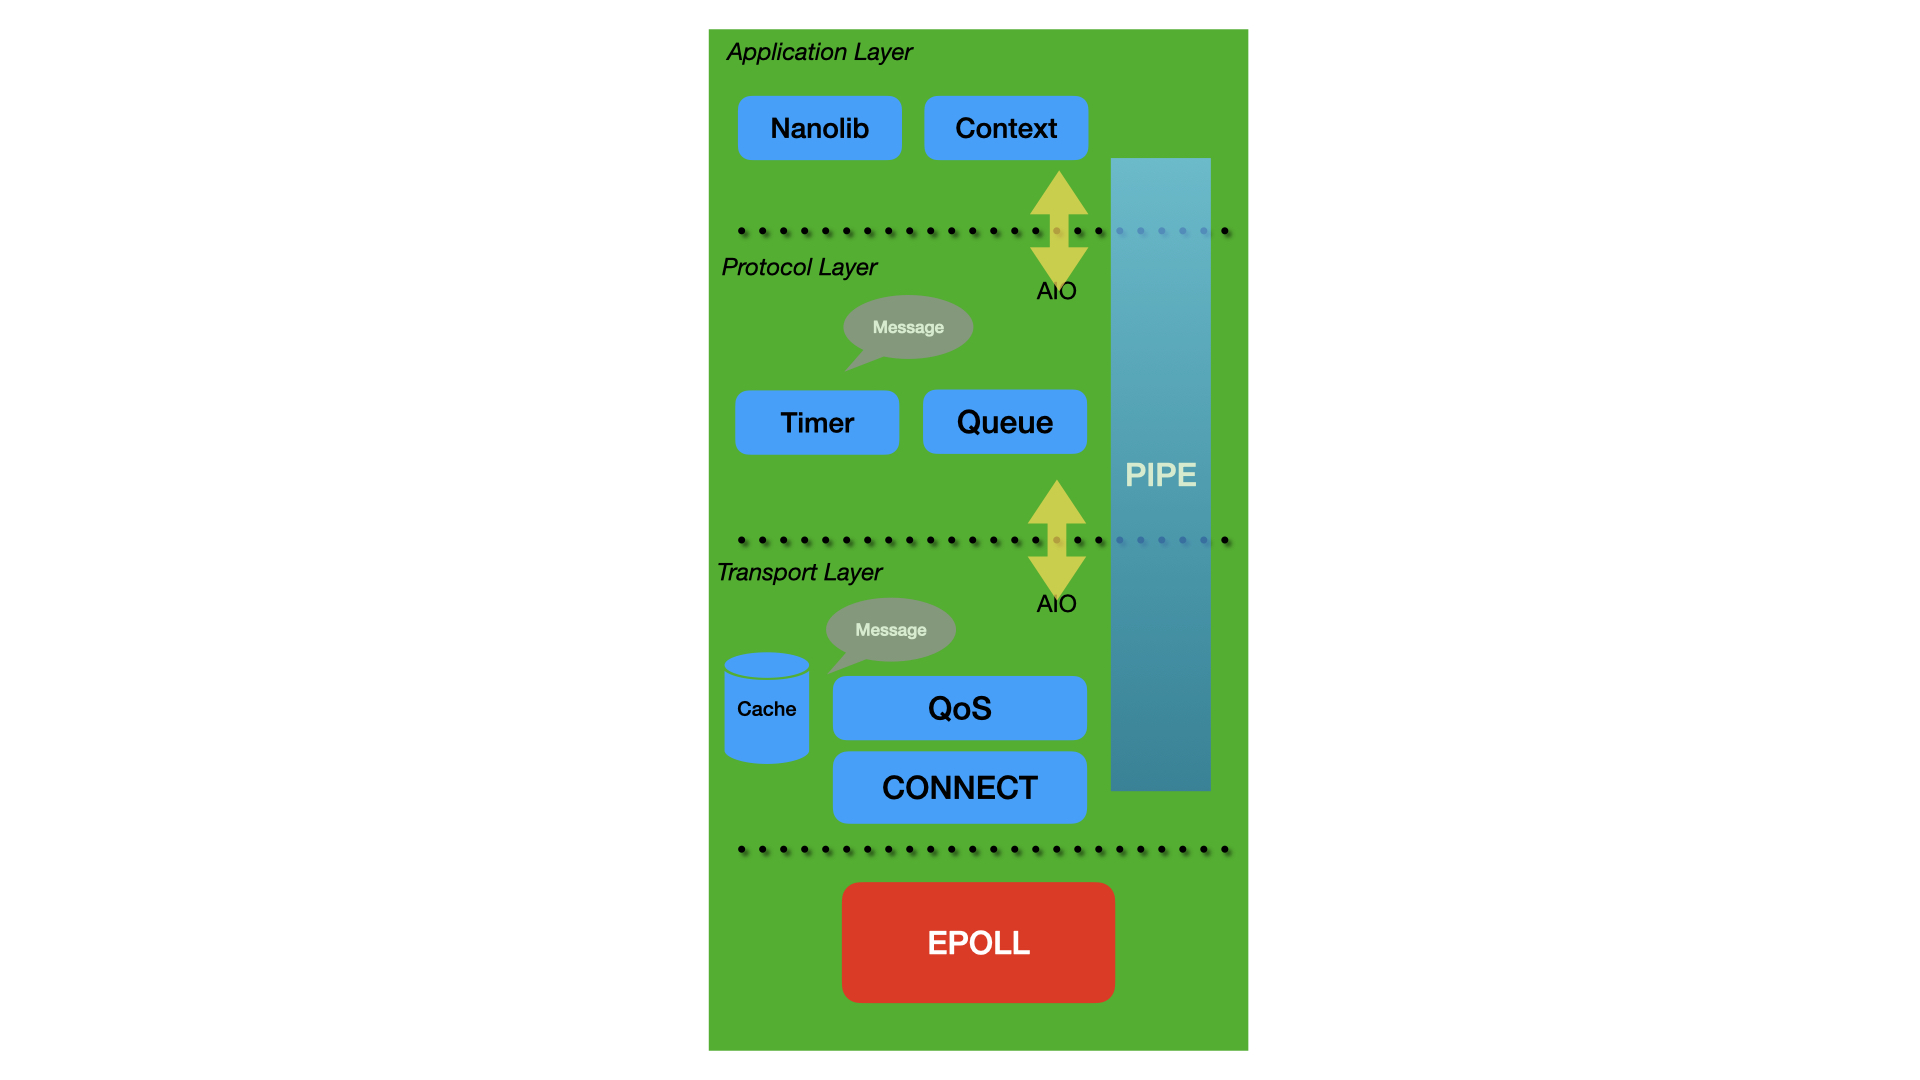 Application Layer
Nanolib
Context
Protocol Layer
AIO
Message
Timer
Queue
PIPE
Transport Layer
AIO
Message
Cache
QoS
CONNECT
EPOLL